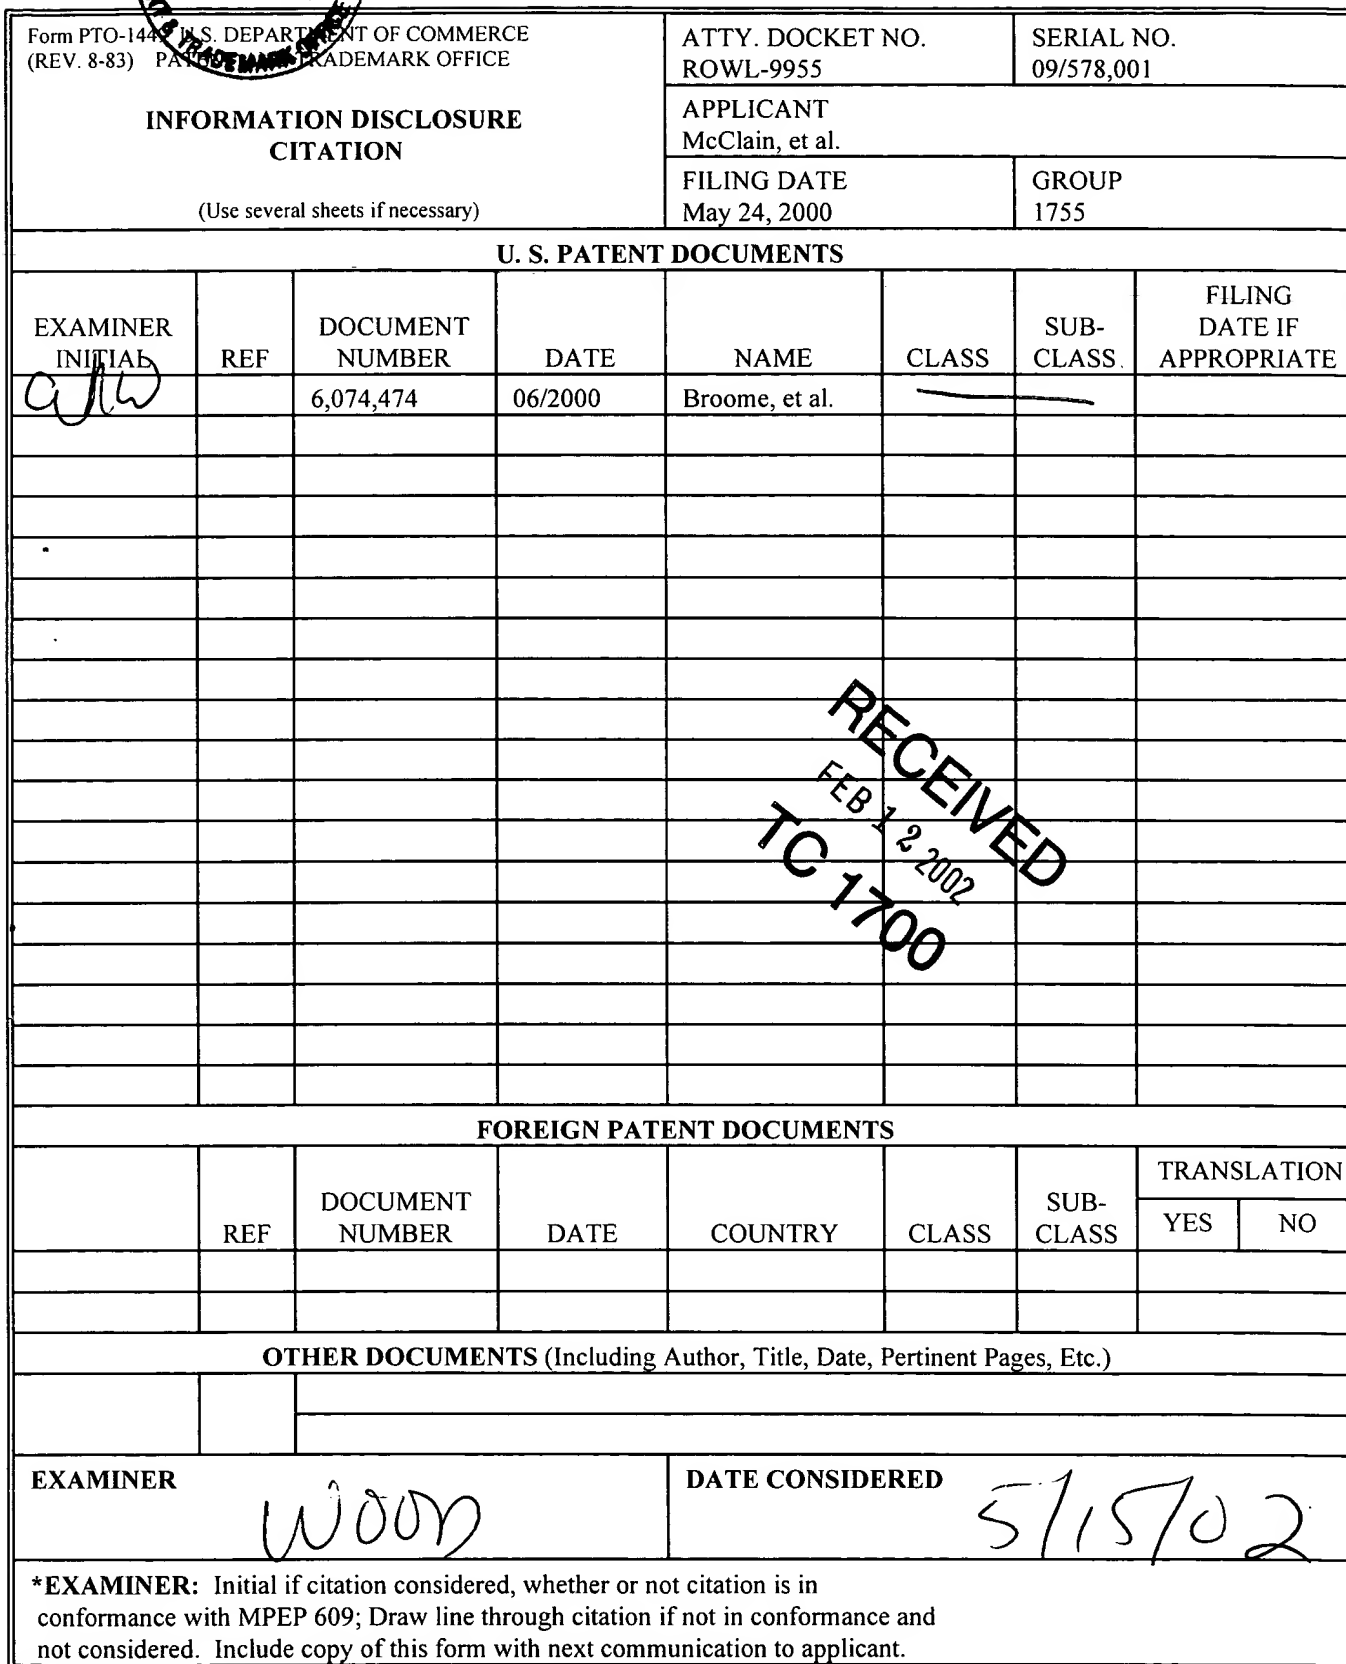 Form PTO-144 U.S. DEPARTMENT OF COMMERCE
(REV. 8-83) TRADEMARK OFFICE
& TRADEMARK OFFICE
INFORMATION DISCLOSURE
CITATION
(Use several sheets if necessary)
ATTY. DOCKET NO.
ROWL-9955
SERIAL NO.
09/578,001
APPLICANT
McClain, et al.
FILING DATE
May 24, 2000
GROUP
1755
U. S. PATENT DOCUMENTS
EXAMINER
INITIAL
REF
DOCUMENT
NUMBER
DATE
NAME
CLASS
SUB-
CLASS
FILING
DATE IF
APPROPRIATE
6,074,474
06/2000
Broome, et al.
RECEIVED
FEB 12 2002
TC 1700
FOREIGN PATENT DOCUMENTS
REF
DOCUMENT
NUMBER
DATE
COUNTRY
CLASS
SUB-
CLASS
TRANSLATION
YES
NO
OTHER DOCUMENTS (Including Author, Title, Date, Pertinent Pages, Etc.)
EXAMINER
WOOD
DATE CONSIDERED
5/15/02
*EXAMINER: Initial if citation considered, whether or not citation is in
conformance with MPEP 609; Draw line through citation if not in conformance and
not considered. Include copy of this form with next communication to applicant.